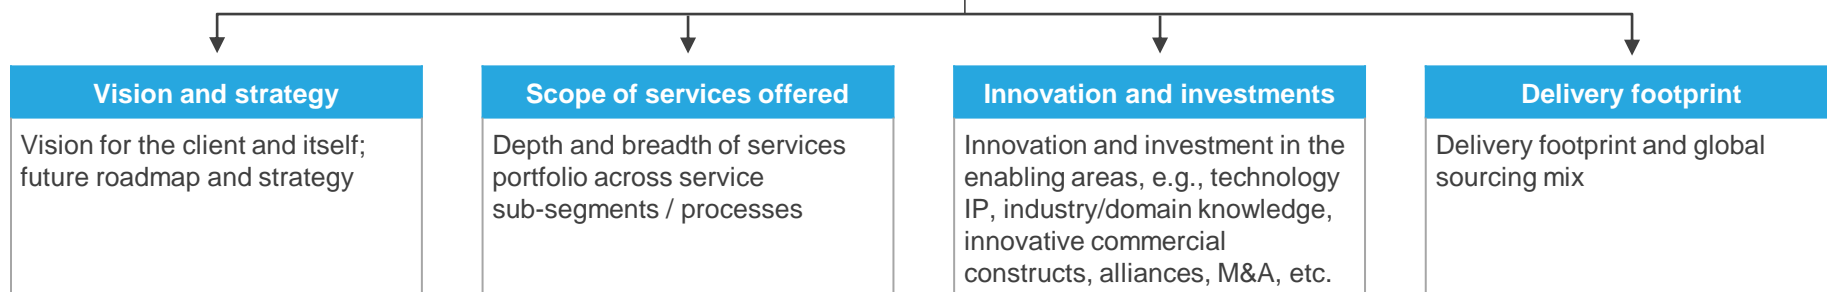 Vision and strategy
Vision for the client and itself;
future roadmap and strategy
Scope of services offered
Depth and breadth of services
portfolio across service
sub-segments / processes
Innovation and investments
Innovation and investment in the
enabling areas, e.g., technology
IP, industry/domain knowledge,
innovative commercial
constructs, alliances, M&A, etc.
Delivery footprint
Delivery footprint and global
sourcing mix